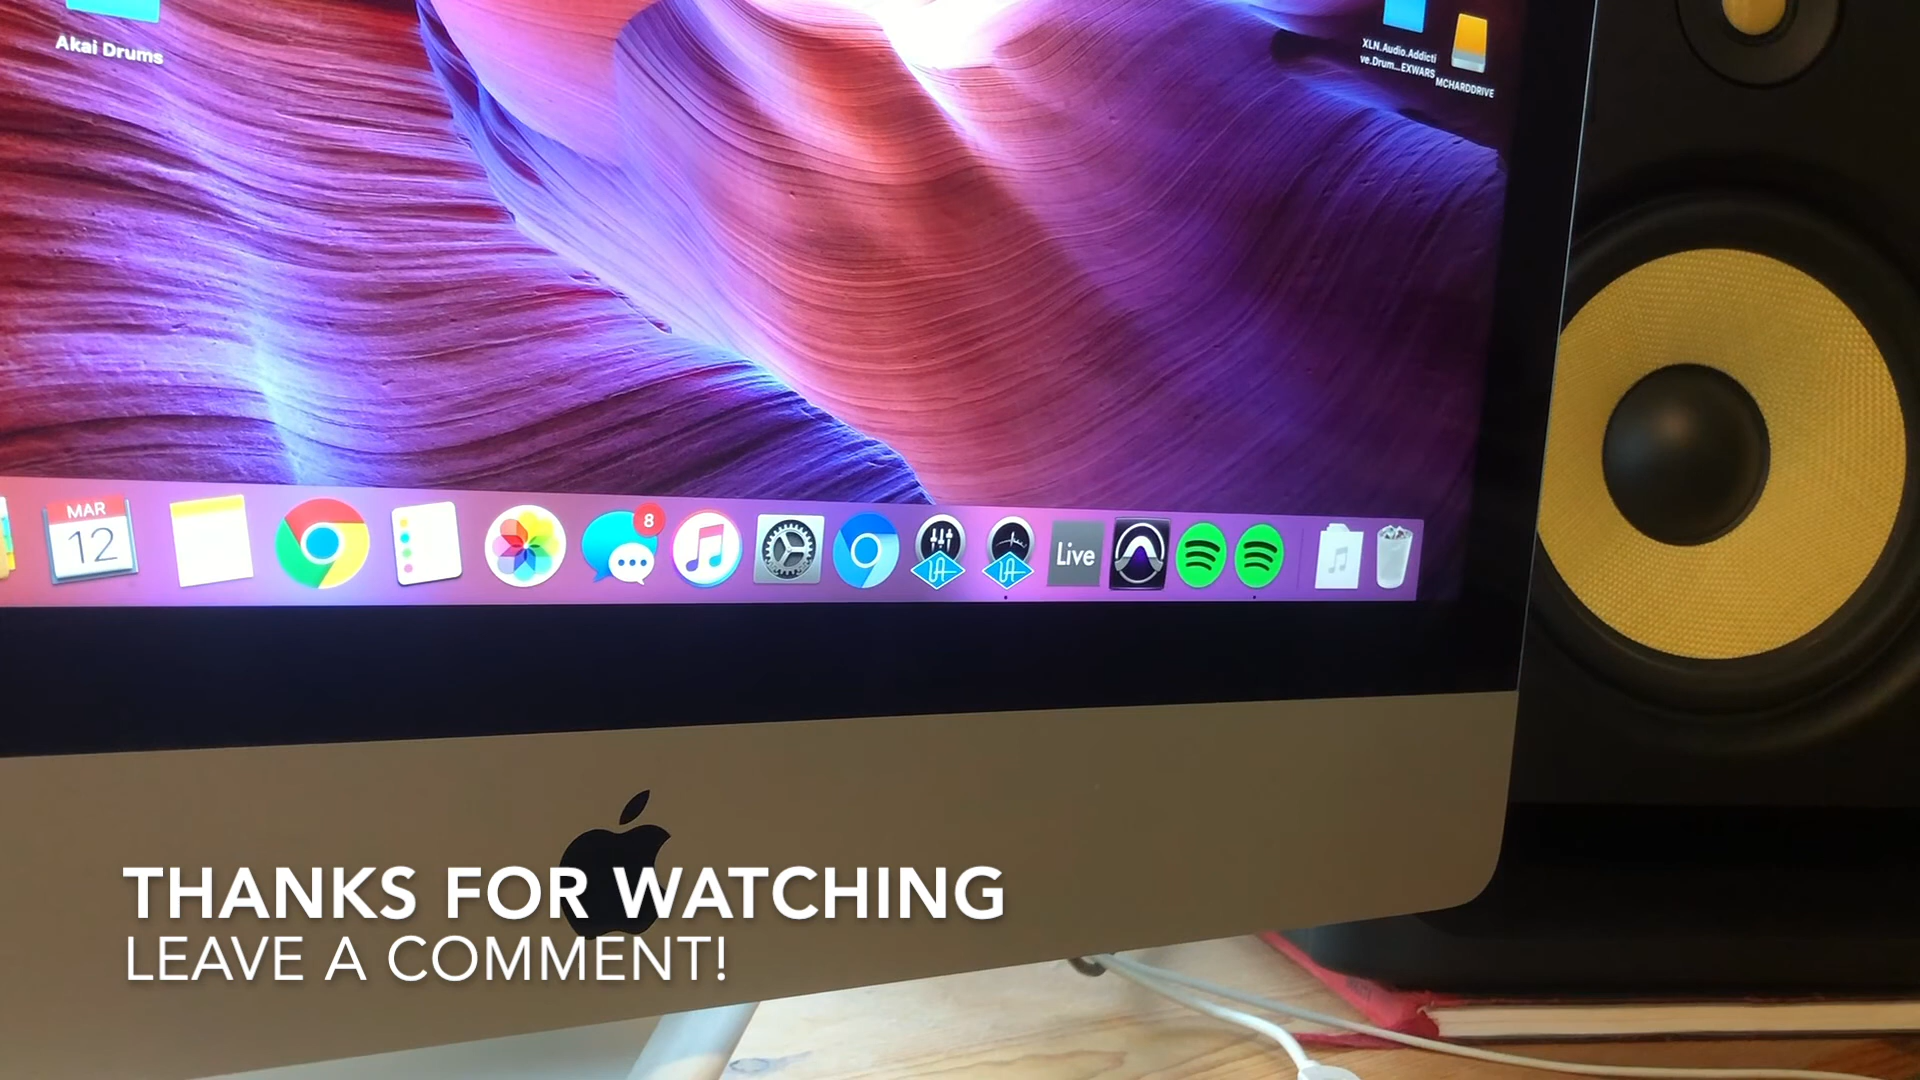 Akai Drums
XLN.Audio.Addicti
ve.Drum...EXWARS
MCHARDDRIVE
MAR
12
8
Live
THANKS FOR WATCHING
LEAVE A COMMENT!